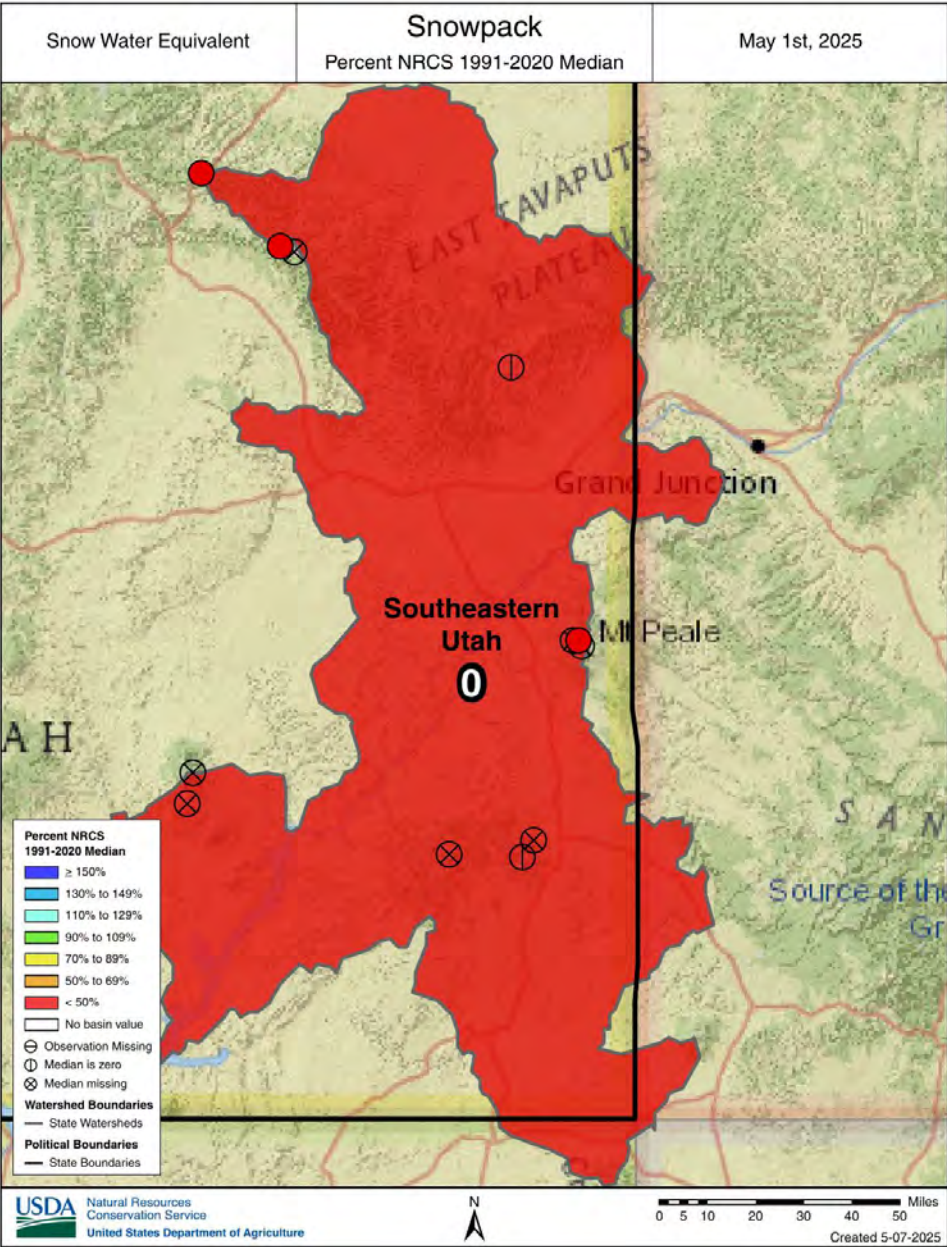 Snow Water Equivalent
Snowpack
Percent NRCS 1991-2020 Median
May 1st, 2025
EAST TAVAPUTS
PLATEAU
Grand Junction
Southeastern
Utah
0
Mt Peale
A H
S A N
Source of the
Gr
Percent NRCS
1991-2020 Median
≥ 150%
130% to 149%
110% to 129%
90% to 109%
70% to 89%
50% to 69%
< 50%
No basin value
Observation Missing
Median is zero
Median missing
Watershed Boundaries
State Watersheds
Political Boundaries
State Boundaries
USDA
Natural Resources
Conservation Service
United States Department of Agriculture
N
Miles
0 5 10 20 30 40 50
Created 5-07-2025